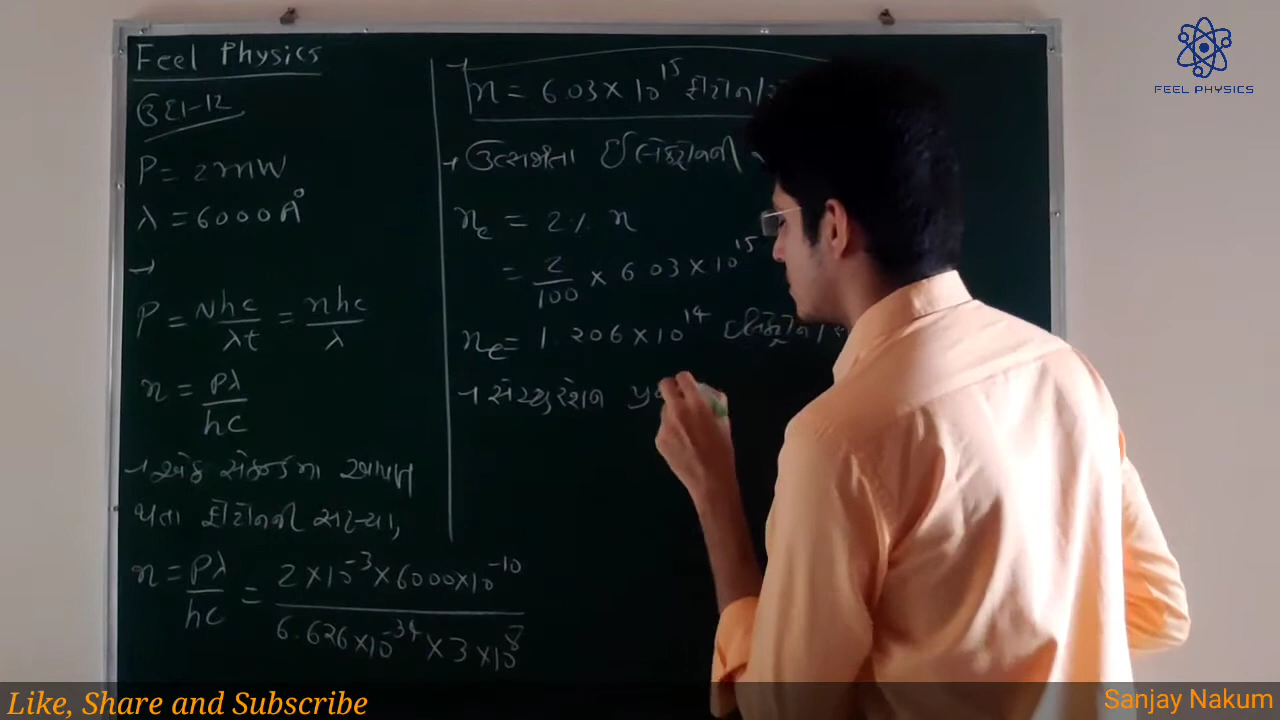 Feel Physics
ઉદા-12
P = 2mW
λ = 6000 A°
→
P = Nhc/λt = nhc/λ
n = Pλ/hc
→ એક સેકન્ડમાં આપાત
થતા ફોટોનની સંખ્યા,
n = Pλ/hc = 2×10⁻³×6000×10⁻¹⁰ / 6.626×10⁻³⁴×3×10⁸
→ n = 6.03×10¹⁵ ફોટોન/
→ ઉત્સર્જાતા ઈલેક્ટ્રોનની
nₑ = 2% n
= 2/100 × 6.03×10¹⁵
nₑ = 1.206×10¹⁴ ઈલેક્ટ્રોન/
→ સેચ્યુરેશન
FEEL PHYSICS
Like, Share and Subscribe
Sanjay Nakum